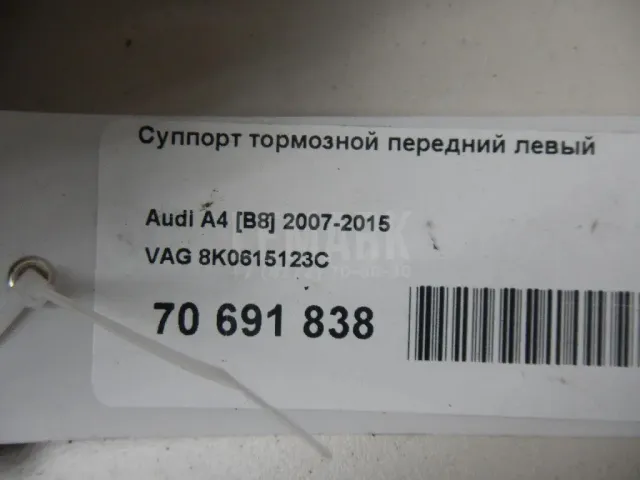 Суппорт тормозной передний левый
Audi A4 [B8] 2007-2015
VAG 8K0615123C
70 691 838